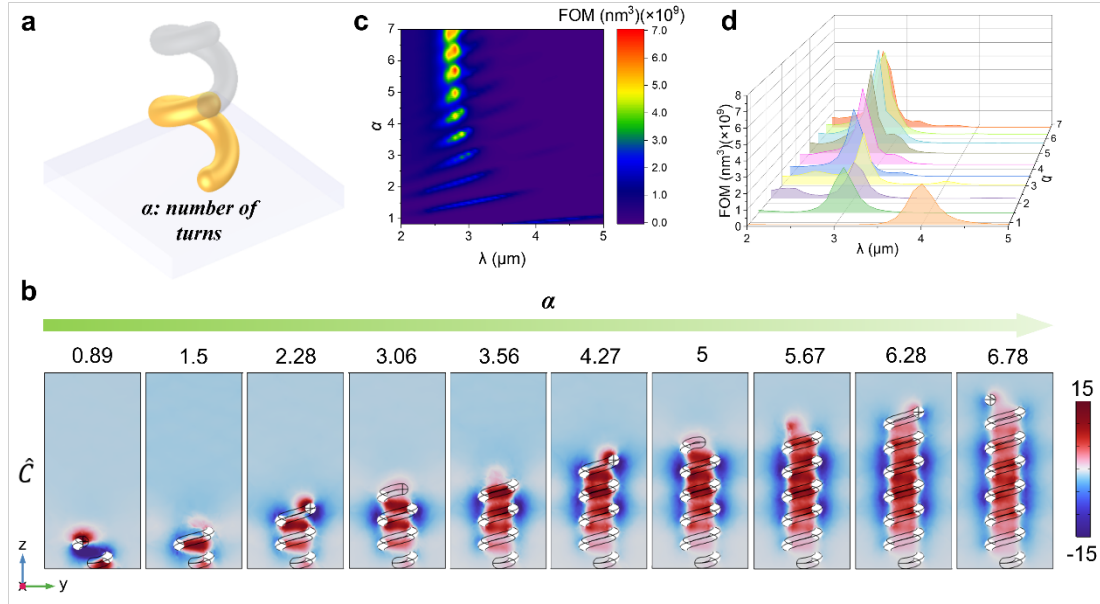 a
α: number of
turns
c
FOM (nm³)(×10⁹)
7
6
5
4
3
2
1
α
2
3
4
5
λ (μm)
7.0
6.0
5.0
4.0
3.0
2.0
1.0
0.0
d
FOM (nm³)(×10⁹)
8
7
6
5
4
3
2
1
0
2
3
4
5
λ (μm)
7
6
5
4
3
2
1
α
b
α
0.89 1.5 2.28 3.06 3.56 4.27 5 5.67 6.28 6.78
Ĉ
z
y
15
-15